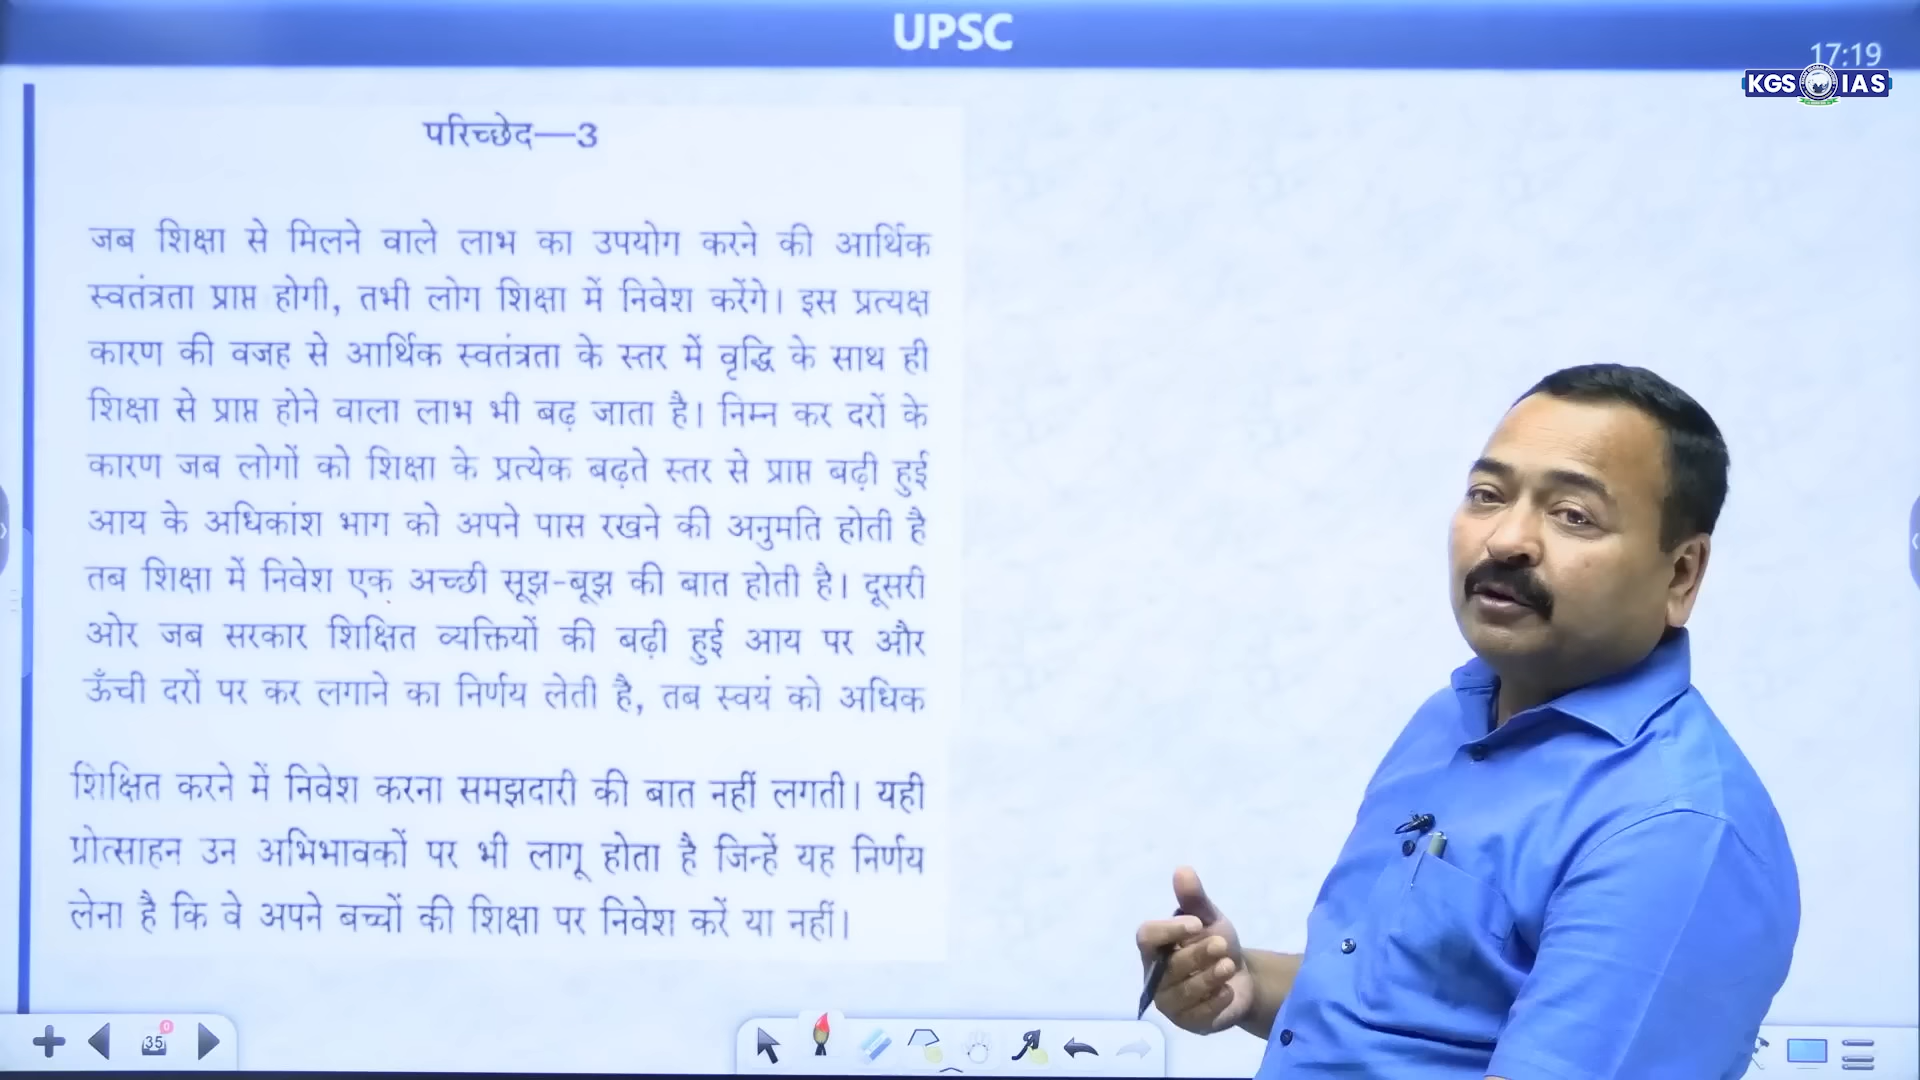 UPSC
17:19
KGS IAS
परिच्छेद—3
जब शिक्षा से मिलने वाले लाभ का उपयोग करने की आर्थिक
स्वतंत्रता प्राप्त होगी, तभी लोग शिक्षा में निवेश करेंगे। इस प्रत्यक्ष
कारण की वजह से आर्थिक स्वतंत्रता के स्तर में वृद्धि के साथ ही
शिक्षा से प्राप्त होने वाला लाभ भी बढ़ जाता है। निम्न कर दरों के
कारण जब लोगों को शिक्षा के प्रत्येक बढ़ते स्तर से प्राप्त बढ़ी हुई
आय के अधिकांश भाग को अपने पास रखने की अनुमति होती है
तब शिक्षा में निवेश एक अच्छी सूझ-बूझ की बात होती है। दूसरी
ओर जब सरकार शिक्षित व्यक्तियों की बढ़ी हुई आय पर और
ऊँची दरों पर कर लगाने का निर्णय लेती है, तब स्वयं को अधिक
शिक्षित करने में निवेश करना समझदारी की बात नहीं लगती। यही
प्रोत्साहन उन अभिभावकों पर भी लागू होता है जिन्हें यह निर्णय
लेना है कि वे अपने बच्चों की शिक्षा पर निवेश करें या नहीं।
35
0